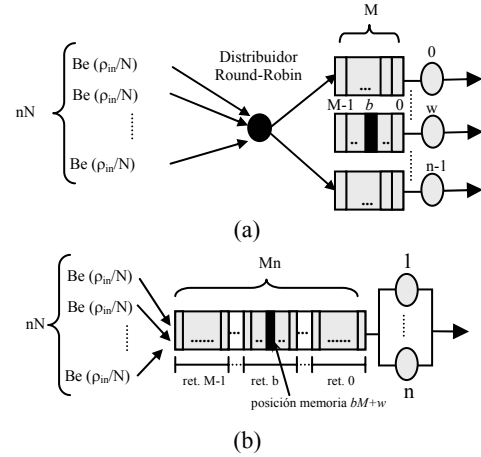 M
Distribuidor
Round-Robin
nN
Be (ρin/N)
Be (ρin/N)
Be (ρin/N)
...
0
M-1 b 0
w
..
..
n-1
...
(a)
Mn
nN
Be (ρin/N)
Be (ρin/N)
Be (ρin/N)
1
n
...... ... .. .. ... ......
ret. M-1 ... ret. b ... ret. 0
posición memoria bM+w
(b)